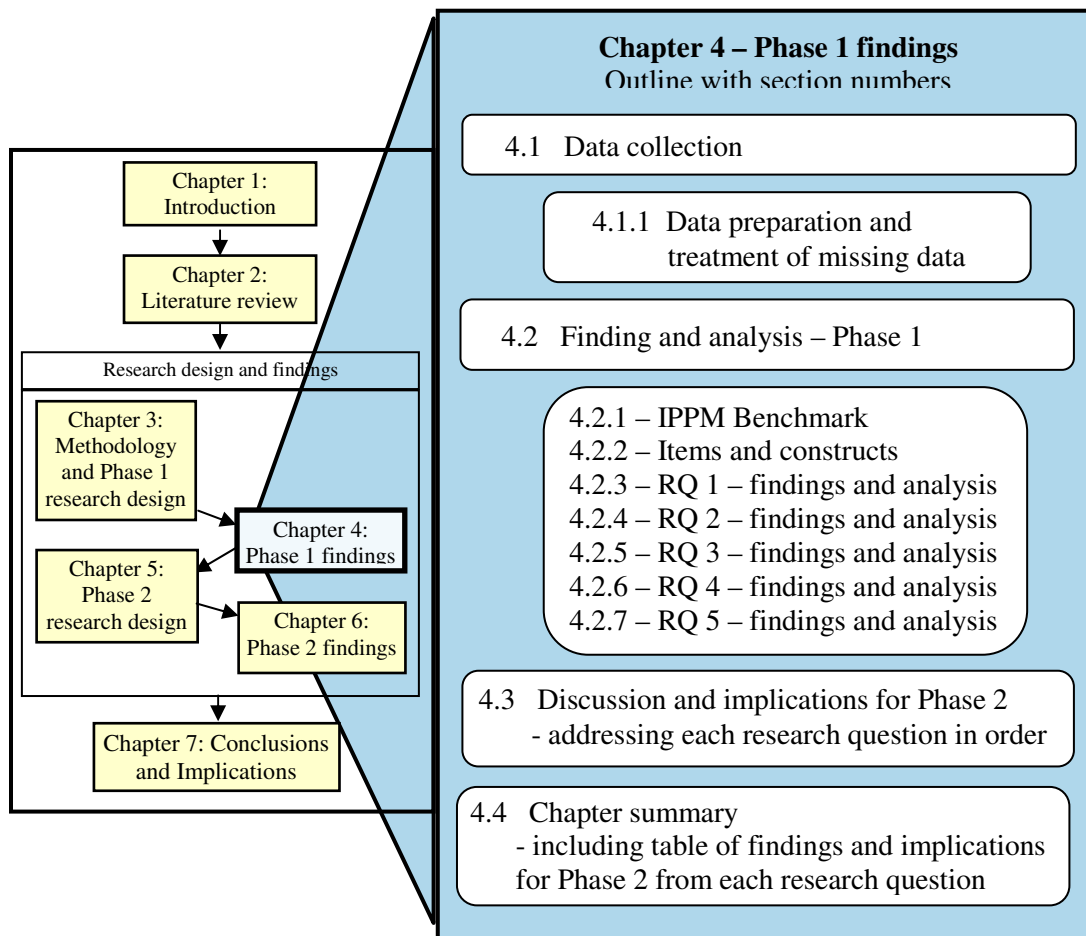 Chapter 4 – Phase 1 findings
Outline with section numbers
4.1 Data collection
4.1.1 Data preparation and
treatment of missing data
4.2 Finding and analysis – Phase 1
4.2.1 – IPPM Benchmark
4.2.2 – Items and constructs
4.2.3 – RQ 1 – findings and analysis
4.2.4 – RQ 2 – findings and analysis
4.2.5 – RQ 3 – findings and analysis
4.2.6 – RQ 4 – findings and analysis
4.2.7 – RQ 5 – findings and analysis
4.3 Discussion and implications for Phase 2
- addressing each research question in order
4.4 Chapter summary
- including table of findings and implications
for Phase 2 from each research question
Chapter 1:
Introduction
Chapter 2:
Literature review
Research design and findings
Chapter 3:
Methodology
and Phase 1
research design
Chapter 4:
Phase 1 findings
Chapter 5:
Phase 2
research design
Chapter 6:
Phase 2 findings
Chapter 7: Conclusions
and Implications